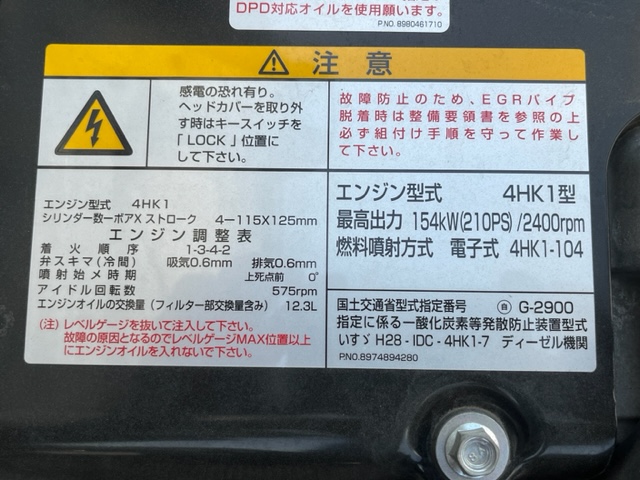 DPD対応オイルを使用願います。
P.NO. 8980461710
注意
感電の恐れ有り。
ヘッドカバーを取り外
す時はキースイッチを
「LOCK」位置に
して下さい。
故障防止のため、EGRパイプ
脱着時は整備要領書を参照の上
必ず組付け手順を守って作業し
て下さい。
エンジン型式 4HK1
シリンダー数ーボアXストローク 4-115X125mm
エンジン調整表
着火順序 1-3-4-2
弁スキマ(冷間) 吸気0.6mm 排気0.6mm
噴射始メ時期 上死点前 0°
アイドル回転数 575rpm
エンジンオイルの交換量(フィルター部交換量含み) 12.3L
(注)レベルゲージを抜いて注入して下さい。
故障の原因となるのでレベルゲージMAX位置以上
にエンジンオイルを入れないで下さい。
エンジン型式 4HK1型
最高出力 154kW(210PS)/2400rpm
燃料噴射方式 電子式 4HK1-104
国土交通省型式指定番号 自 G-2900
指定に係る一酸化炭素等発散防止装置型式
いすゞH28-IDC-4HK1-7 ディーゼル機関
P.NO.8974894280